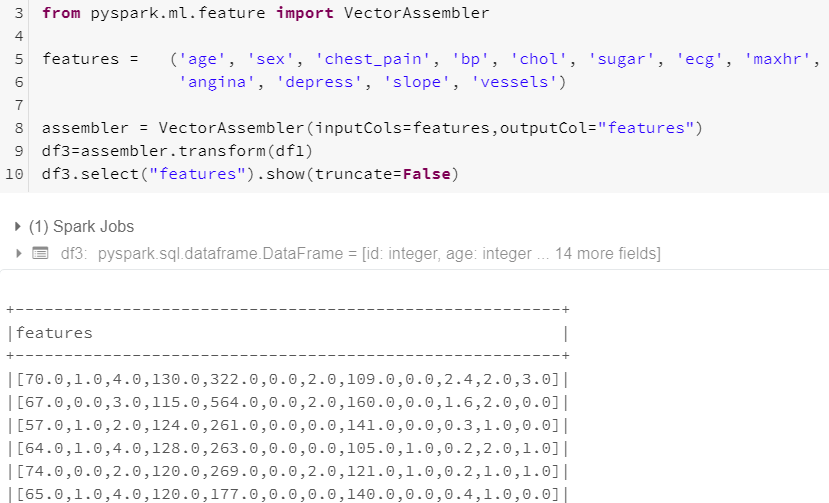 3 from pyspark.ml.feature import VectorAssembler
4
5 features =   ('age', 'sex', 'chest_pain', 'bp', 'chol', 'sugar', 'ecg', 'maxhr',
6              'angina', 'depress', 'slope', 'vessels')
7
8 assembler = VectorAssembler(inputCols=features,outputCol="features")
9 df3=assembler.transform(df1)
10 df3.select("features").show(truncate=False)
(1) Spark Jobs
df3: pyspark.sql.dataframe.DataFrame = [id: integer, age: integer ... 14 more fields]
+--------------------------------------------------------+
|features                                                |
+--------------------------------------------------------+
|[70.0,1.0,4.0,130.0,322.0,0.0,2.0,109.0,0.0,2.4,2.0,3.0]|
|[67.0,0.0,3.0,115.0,564.0,0.0,2.0,160.0,0.0,1.6,2.0,0.0]|
|[57.0,1.0,2.0,124.0,261.0,0.0,0.0,141.0,0.0,0.3,1.0,0.0]|
|[64.0,1.0,4.0,128.0,263.0,0.0,0.0,105.0,1.0,0.2,2.0,1.0]|
|[74.0,0.0,2.0,120.0,269.0,0.0,2.0,121.0,1.0,0.2,1.0,1.0]|
|[65.0,1.0,4.0,120.0,177.0,0.0,0.0,140.0,0.0,0.4,1.0,0.0]|